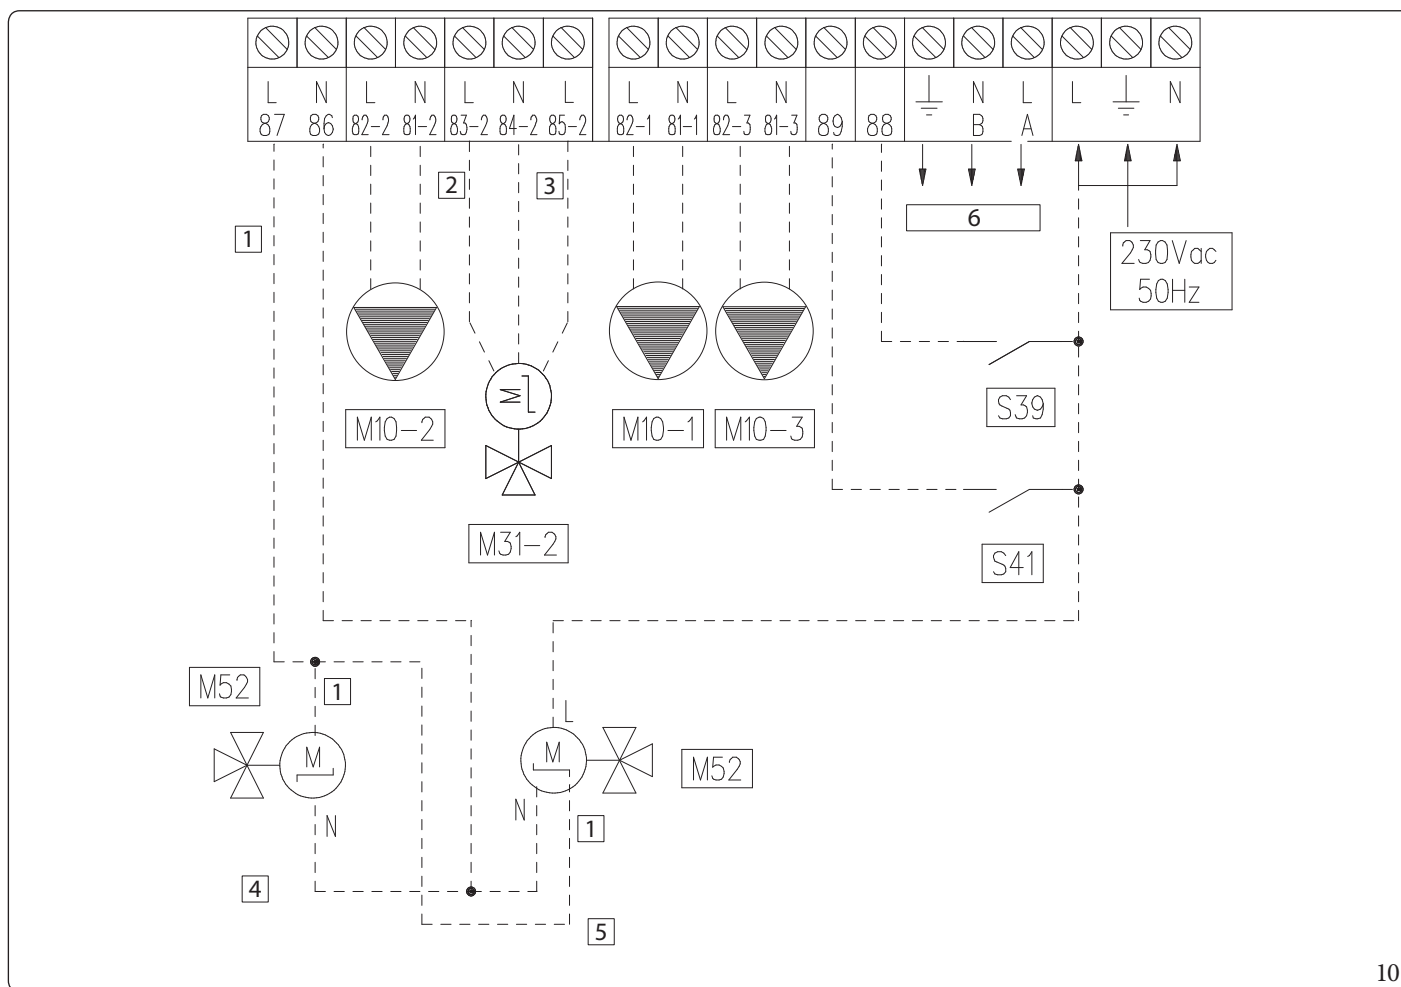 L N L N L N L L N L N N L L N
87 86 82-2 81-2 83-2 84-2 85-2 82-1 81-1 82-3 81-3 89 88 B A
2 3
6
1
230Vac
50Hz
S39
M10-2 M10-1 M10-3
M
M31-2
S41
M52
1
L
M M
M52
N N
1
4
5
10